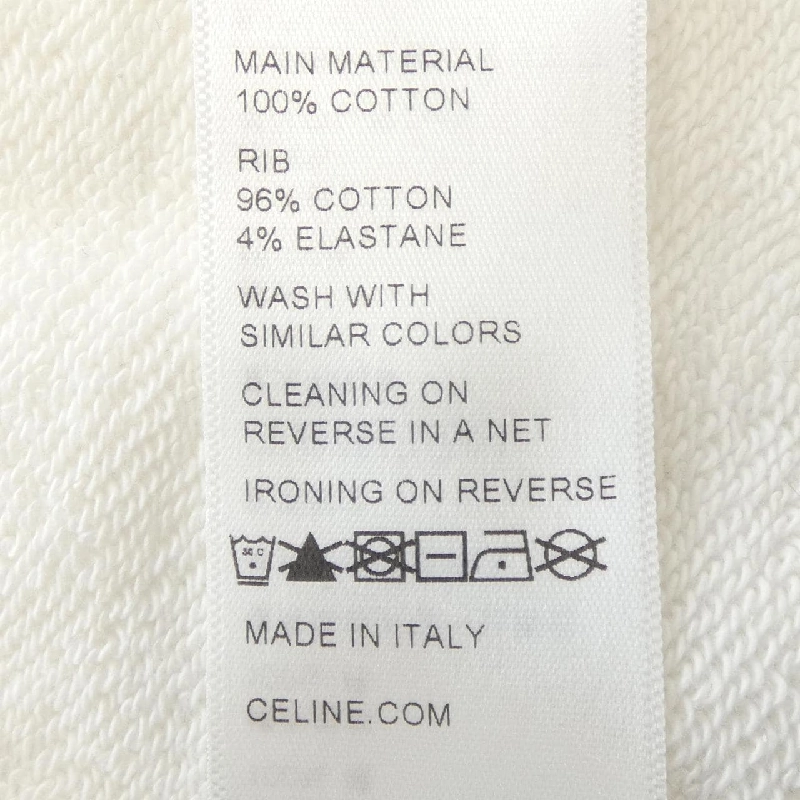 MAIN MATERIAL
100% COTTON
RIB
96% COTTON
4% ELASTANE
WASH WITH
SIMILAR COLORS
CLEANING ON
REVERSE IN A NET
IRONING ON REVERSE
30 C
MADE IN ITALY
CELINE.COM